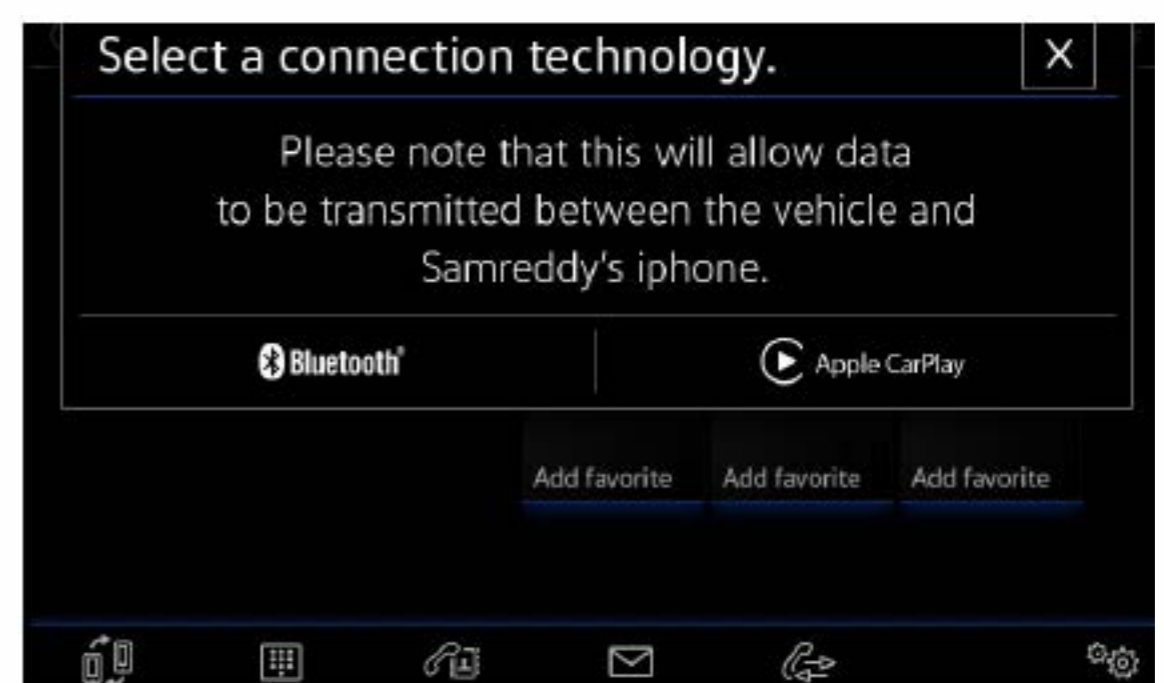 Select a connection technology.
X
Please note that this will allow data
to be transmitted between the vehicle and
Samreddy's iphone.
Bluetooth®
Apple CarPlay
Add favorite
Add favorite
Add favorite